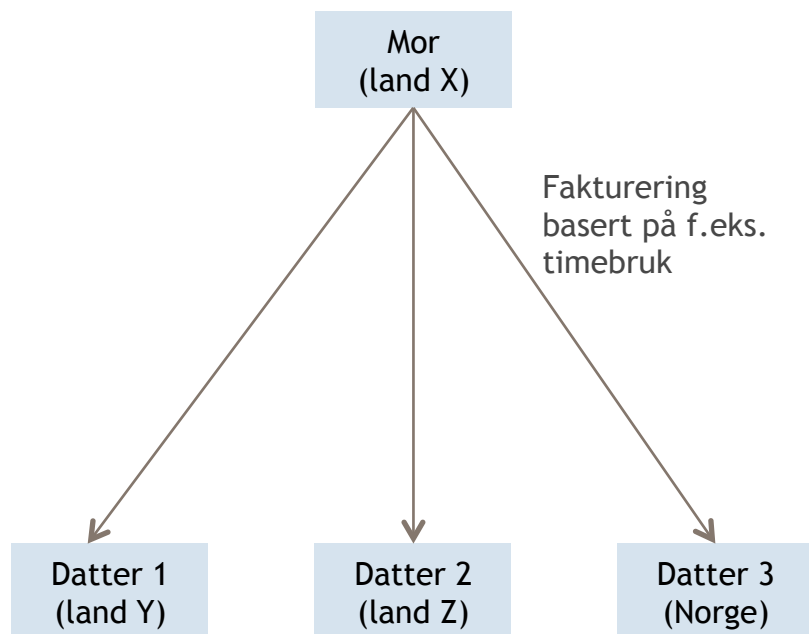 Mor
(land X)
Fakturering
basert på f.eks.
timebruk
Datter 1
(land Y)
Datter 2
(land Z)
Datter 3
(Norge)